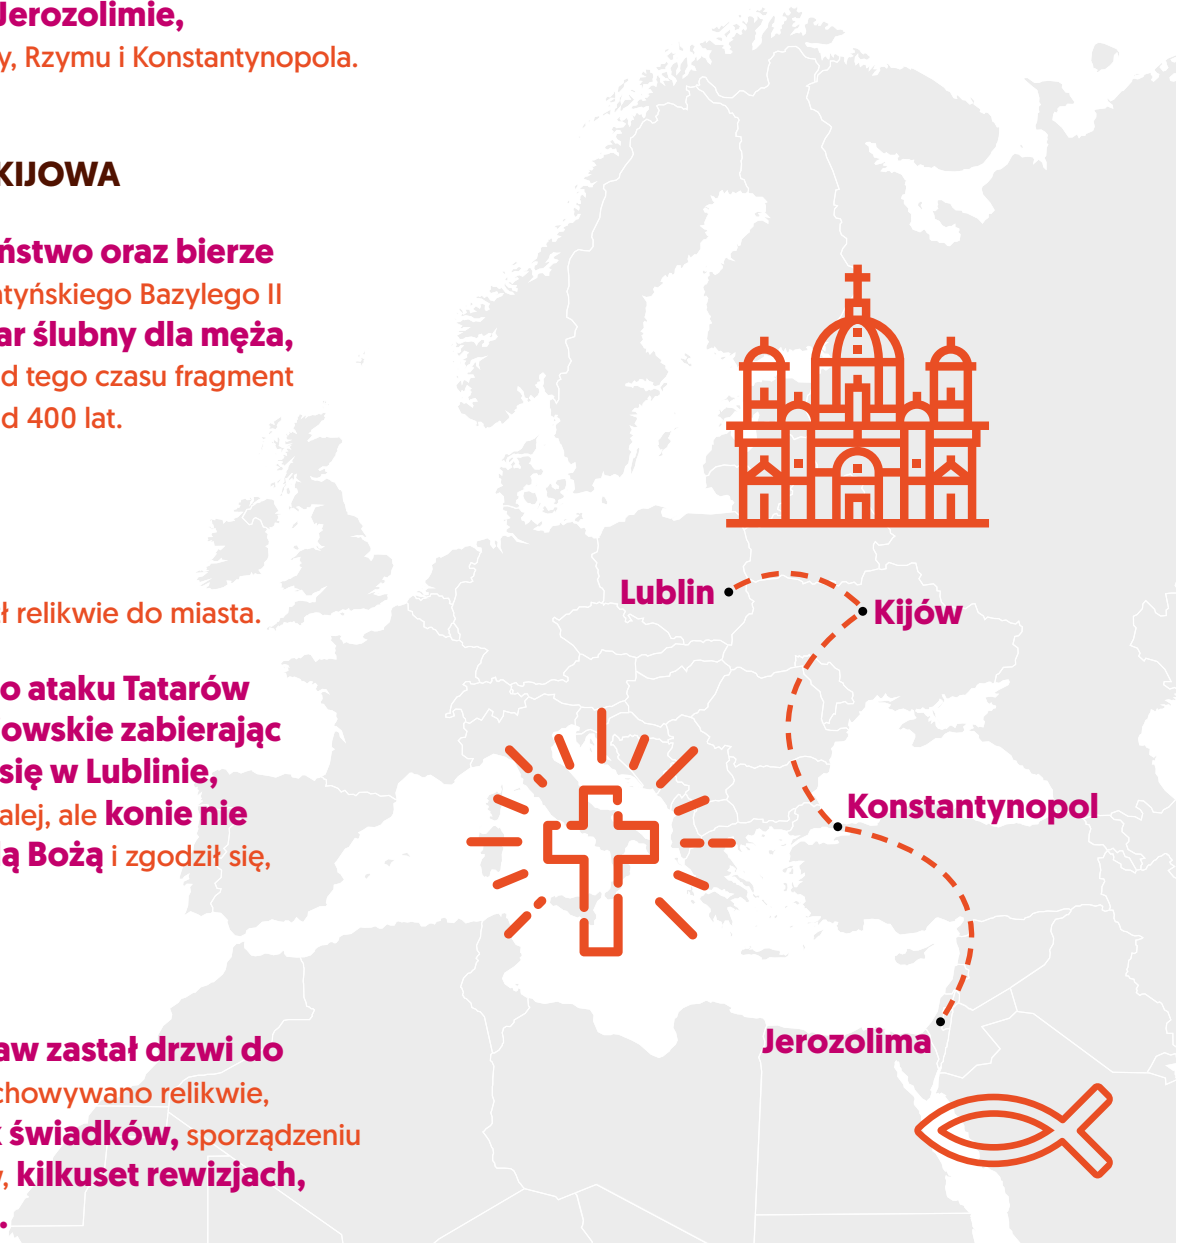 Jerozolimie,
y, Rzymu i Konstantynopola.
KIJOWA
ństwo oraz bierze
tyńskiego Bazylego II
ar ślubny dla męża,
d tego czasu fragment
d 400 lat.
ł relikwie do miasta.
o ataku Tatarów
owskie zabierając
się w Lublinie,
alej, ale konie nie
ą Bożą i zgodził się,
aw zastał drzwi do
chowywano relikwie,
k świadków, sporządzeniu
y, kilkuset rewizjach,
.
Lublin
Kijów
Konstantynopol
Jerozolima